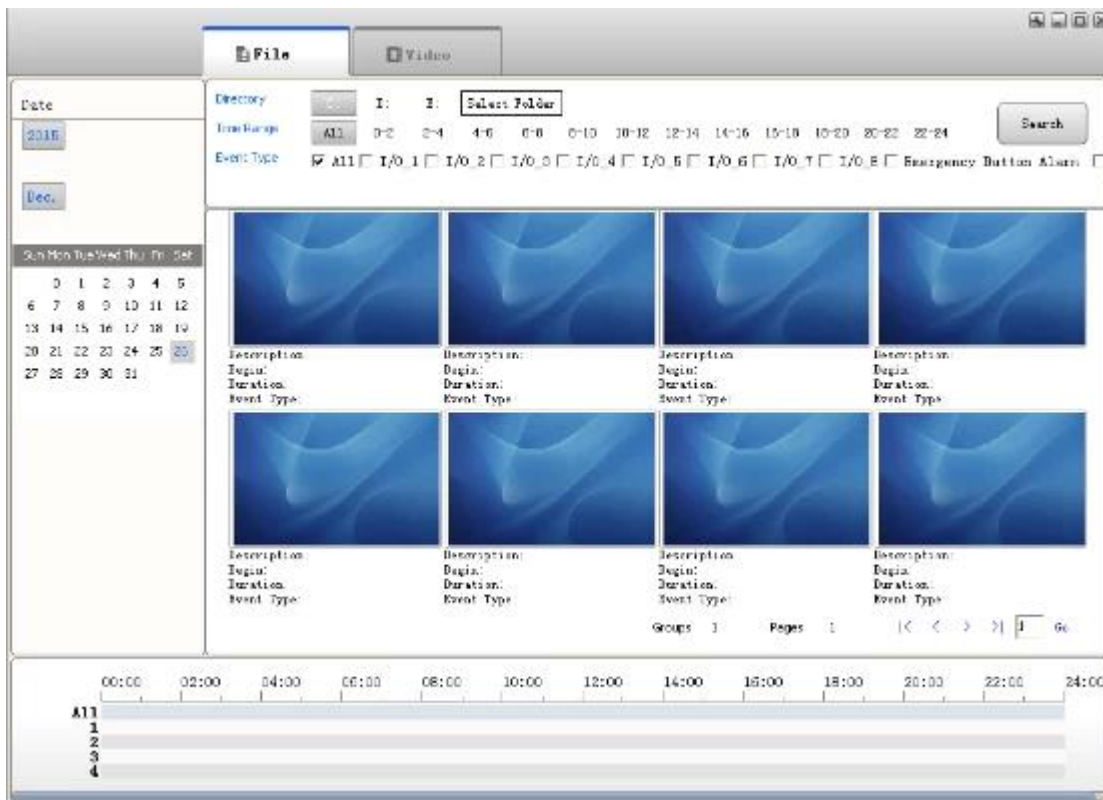 File
Video
Date
2015
Dec.
Sun Mon Tue Wed Thu Fri Sat
0 1 2 3 4 5
6 7 8 9 10 11 12
13 14 15 16 17 18 19
20 21 22 23 24 25 26
27 28 29 30 31
Directory I: Select Folder
Time Range All 0-2 2-4 4-6 6-8 8-10 10-12 12-14 14-16 16-18 18-20 20-22 22-24
Search
Event Type All I/O_1 I/O_2 I/O_3 I/O_4 I/O_5 I/O_6 I/O_7 I/O_8 Emergency Button Alarm
Description: Description: Description: Description:
Begin: Begin: Begin: Begin:
Duration: Duration: Duration: Duration:
Event Type: Event Type: Event Type: Event Type:
Description: Description: Description: Description:
Begin: Begin: Begin: Begin:
Duration: Duration: Duration: Duration:
Event Type: Event Type: Event Type: Event Type:
Groups Pages 1 |< < > >| 1 Go
00:00 02:00 04:00 06:00 08:00 10:00 12:00 14:00 16:00 18:00 20:00 22:00 24:00
All
1
2
3
4